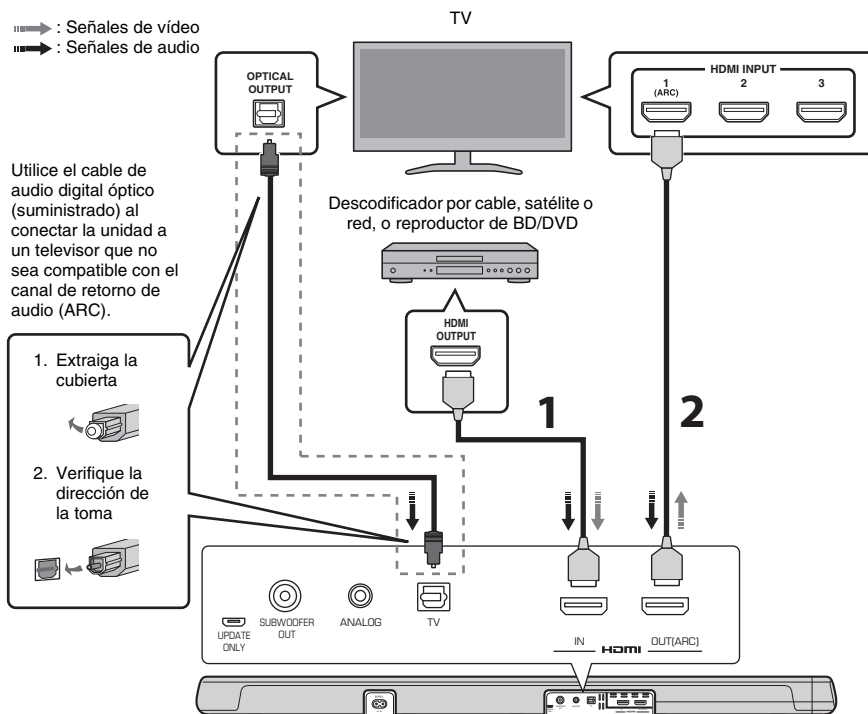 : Señales de vídeo
: Señales de audio
TV
OPTICAL
OUTPUT
HDMI INPUT
1
(ARC)
2
3
Utilice el cable de
audio digital óptico
(suministrado) al
conectar la unidad a
un televisor que no
sea compatible con el
canal de retorno de
audio (ARC).
Descodificador por cable, satélite o
red, o reproductor de BD/DVD
HDMI
OUTPUT
1. Extraiga la
cubierta
2. Verifique la
dirección de
la toma
1
2
UPDATE
ONLY
SUBWOOFER
OUT
ANALOG
TV
IN
HDMI
OUT(ARC)